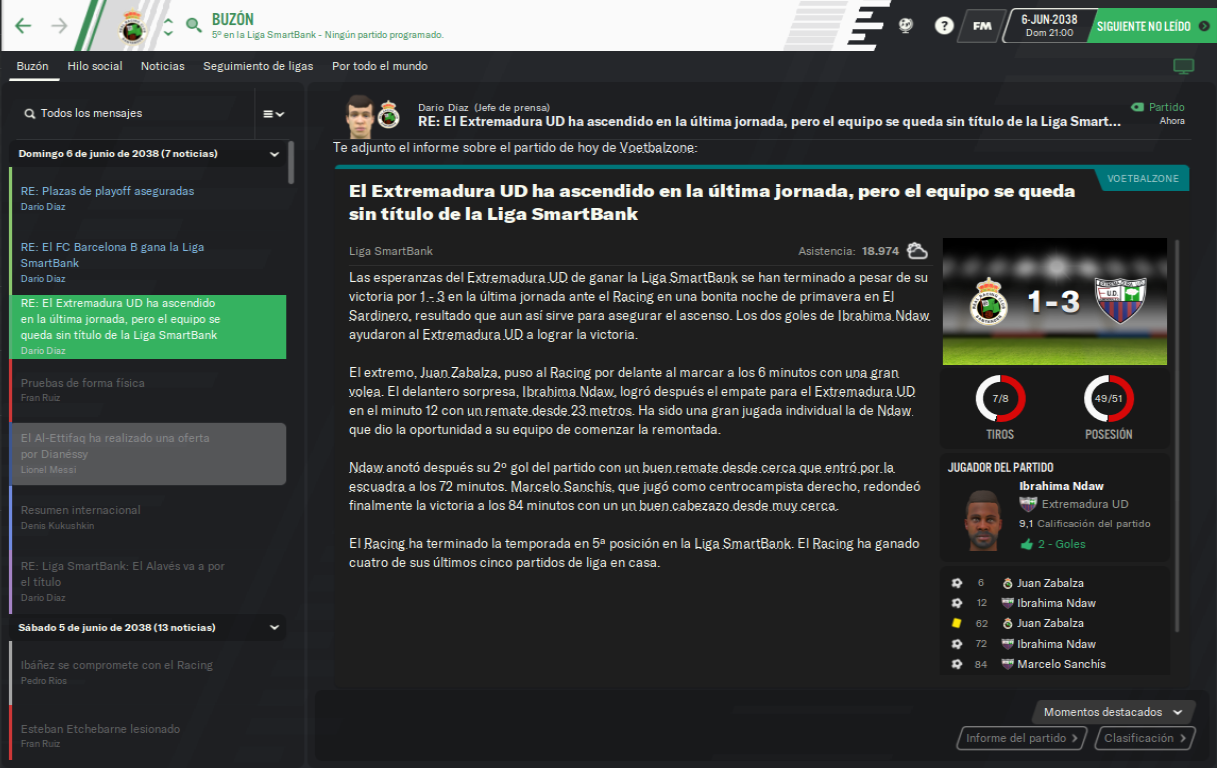 BUZÓN
5º en la Liga SmartBank - Ningún partido programado.
?
FM
6-JUN-2038
Dom 21:00
SIGUIENTE NO LEÍDO
Buzón
Hilo social
Noticias
Seguimiento de ligas
Por todo el mundo
Todos los mensajes
Domingo 6 de junio de 2038 (7 noticias)
RE: Plazas de playoff aseguradas
Darío Díaz
RE: El FC Barcelona B gana la Liga
SmartBank
Darío Díaz
RE: El Extremadura UD ha ascendido
en la última jornada, pero el equipo se
queda sin título de la Liga SmartBank
Darío Díaz
Pruebas de forma física
Fran Ruiz
El Al-Ettifaq ha realizado una oferta
por Dianéssy
Lionel Messi
Resumen internacional
Denis Kukushkin
RE: Liga SmartBank: El Alavés va a por
el título
Darío Díaz
Sábado 5 de junio de 2038 (13 noticias)
Ibáñez se compromete con el Racing
Pedro Ríos
Esteban Etchebarne lesionado
Fran Ruiz
Darío Díaz (Jefe de prensa)
RE: El Extremadura UD ha ascendido en la última jornada, pero el equipo se queda sin título de la Liga Smart...
Partido
Ahora
Te adjunto el informe sobre el partido de hoy de Voetbalzone:
VOETBALZONE
El Extremadura UD ha ascendido en la última jornada, pero el equipo se queda
sin título de la Liga SmartBank
Liga SmartBank
Asistencia: 18.974
Las esperanzas del Extremadura UD de ganar la Liga SmartBank se han terminado a pesar de su
victoria por 1 - 3 en la última jornada ante el Racing en una bonita noche de primavera en El
Sardinero, resultado que aun así sirve para asegurar el ascenso. Los dos goles de Ibrahima Ndaw
ayudaron al Extremadura UD a lograr la victoria.
El extremo, Juan Zabalza, puso al Racing por delante al marcar a los 6 minutos con una gran
volea. El delantero sorpresa, Ibrahima Ndaw, logró después el empate para el Extremadura UD
en el minuto 12 con un remate desde 23 metros. Ha sido una gran jugada individual la de Ndaw.
que dio la oportunidad a su equipo de comenzar la remontada.
Ndaw anotó después su 2º gol del partido con un buen remate desde cerca que entró por la
escuadra a los 72 minutos. Marcelo Sanchís, que jugó como centrocampista derecho, redondeó
finalmente la victoria a los 84 minutos con un un buen cabezazo desde muy cerca.
El Racing ha terminado la temporada en 5ª posición en la Liga SmartBank. El Racing ha ganado
cuatro de sus últimos cinco partidos de liga en casa.
1 - 3
7/8
TIROS
49/51
POSESIÓN
JUGADOR DEL PARTIDO
Ibrahima Ndaw
Extremadura UD
9,1 Calificación del partido
2 - Goles
6 Juan Zabalza
12 Ibrahima Ndaw
62 Juan Zabalza
72 Ibrahima Ndaw
84 Marcelo Sanchís
Momentos destacados
Informe del partido
Clasificación